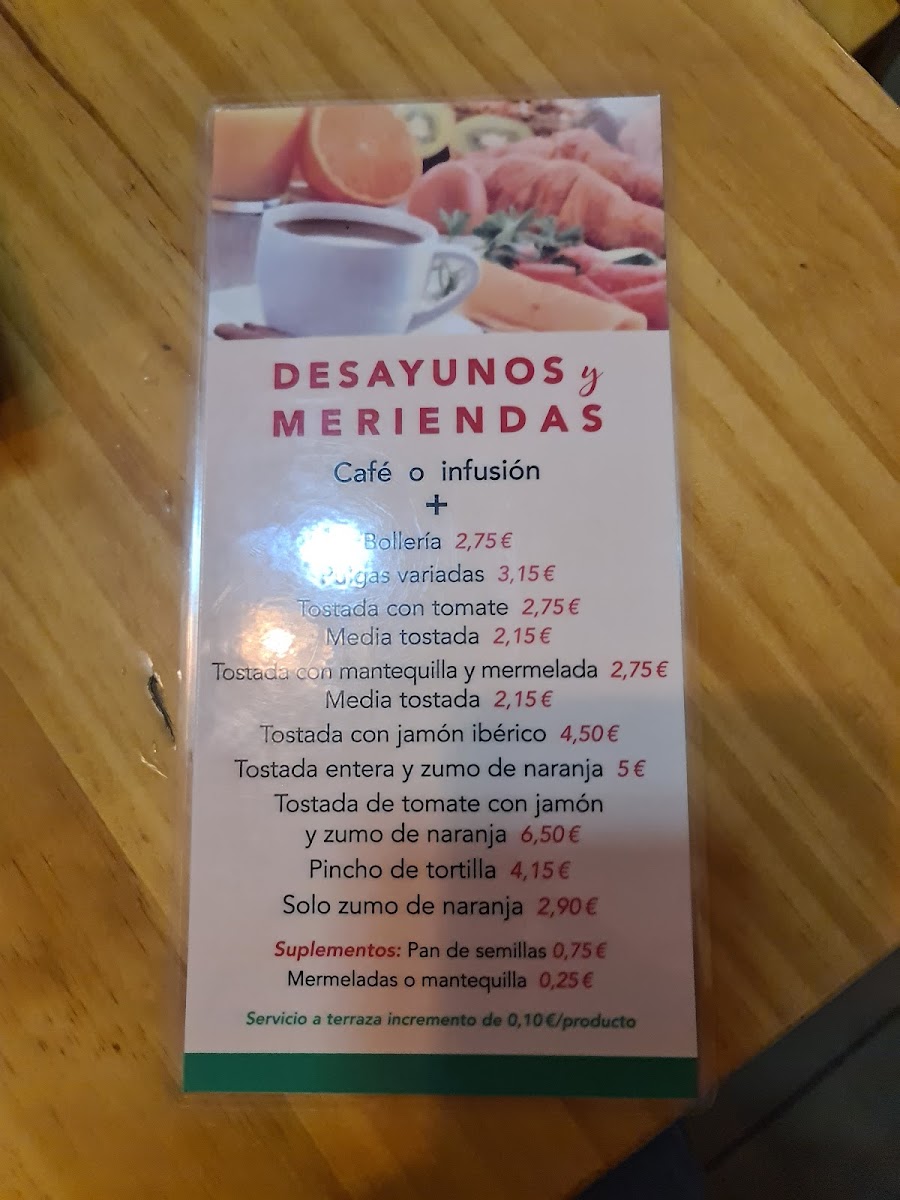 DESAYUNOS y
MERIENDAS
Café o infusión
+
Bollería 2,75€
Pulgas variadas 3,15€
Tostada con tomate 2,75€
Media tostada 2,15€
Tostada con mantequilla y mermelada 2,75€
Media tostada 2,15€
Tostada con jamón ibérico 4,50€
Tostada entera y zumo de naranja 5€
Tostada de tomate con jamón
y zumo de naranja 6,50€
Pincho de tortilla 4,15€
Solo zumo de naranja 2,90€
Suplementos: Pan de semillas 0,75€
Mermeladas o mantequilla 0,25€
Servicio a terraza incremento de 0,10€/producto